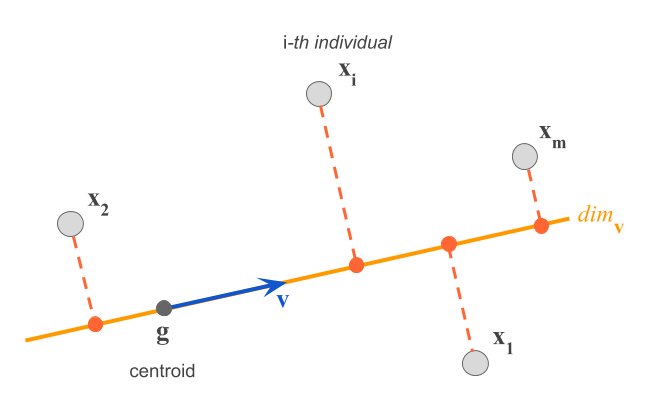 i-th individual
xi
xm
x2
dimv
v
g
x1
centroid